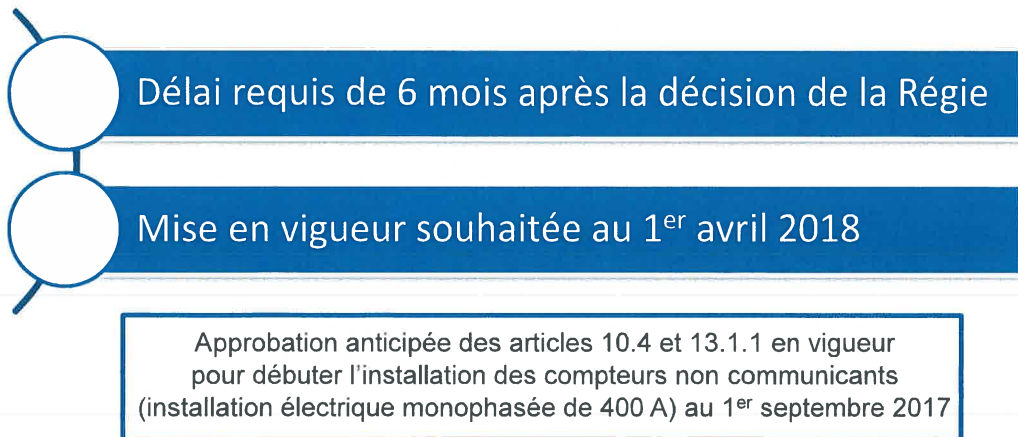 Délai requis de 6 mois après la décision de la Régie
Mise en vigueur souhaitée au 1er avril 2018
Approbation anticipée des articles 10.4 et 13.1.1 en vigueur
pour débuter l'installation des compteurs non communicants
(installation électrique monophasée de 400 A) au 1er septembre 2017